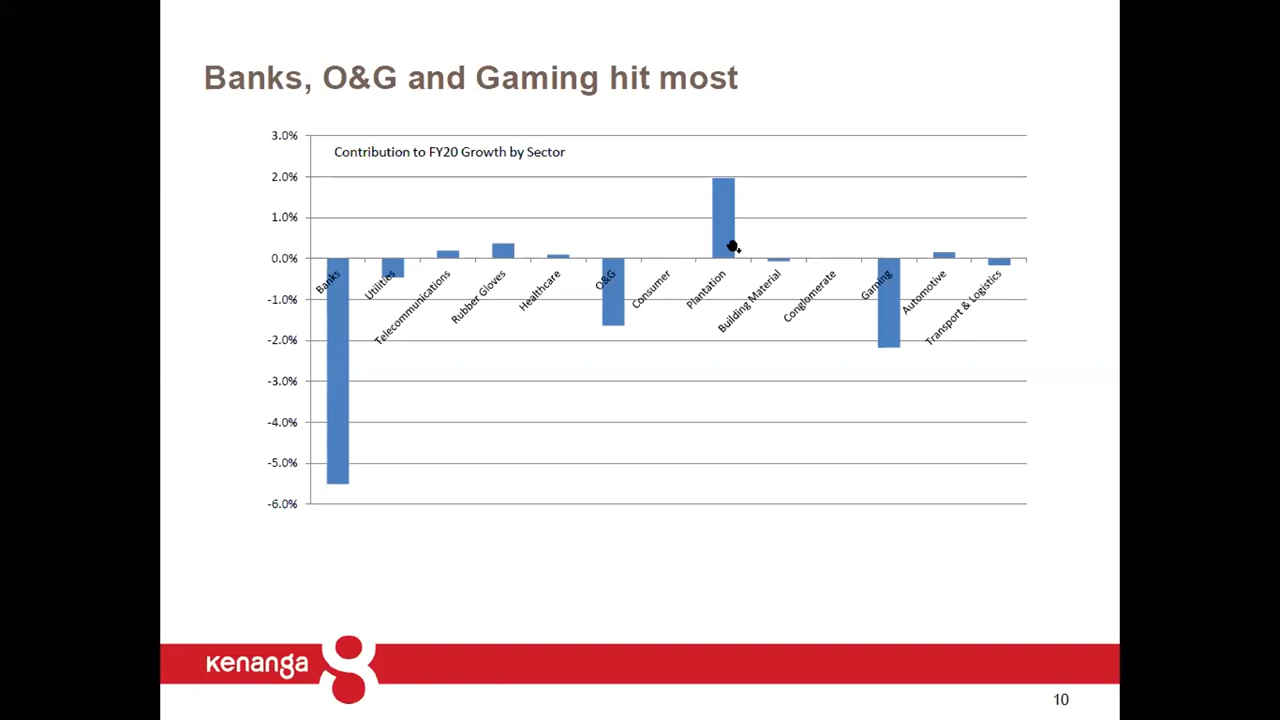 Banks, O&G and Gaming hit most
Contribution to FY20 Growth by Sector
3.0%
2.0%
1.0%
0.0%
-1.0%
-2.0%
-3.0%
-4.0%
-5.0%
-6.0%
Banks
Utilities
Telecommunications
Rubber Gloves
Healthcare
O&G
Consumer
Plantation
Building Material
Conglomerate
Gaming
Automotive
Transport & Logistics
kenanga
10